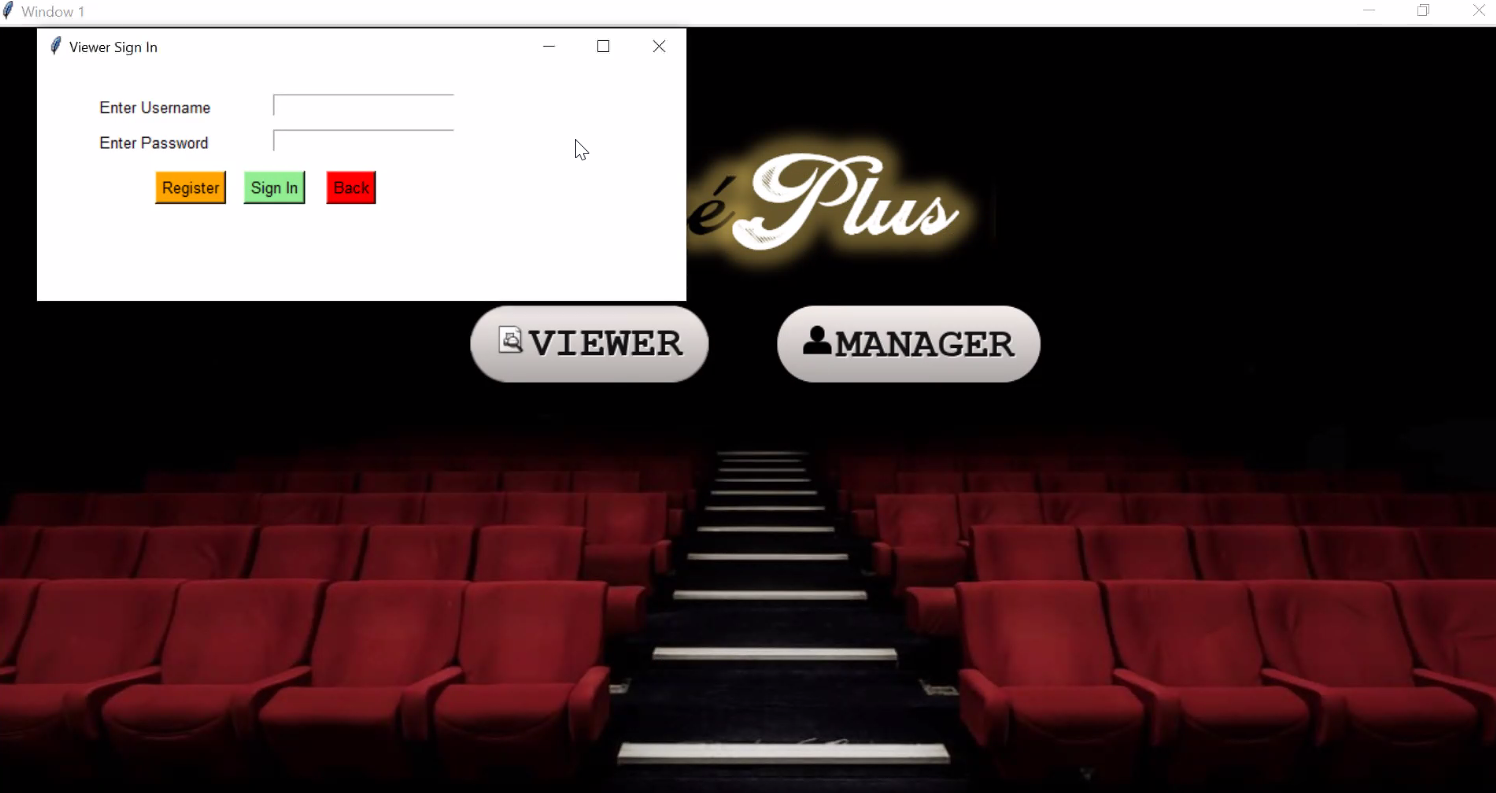 Window 1
Viewer Sign In
Enter Username
Enter Password
Register Sign In Back
éPlus
VIEWER MANAGER